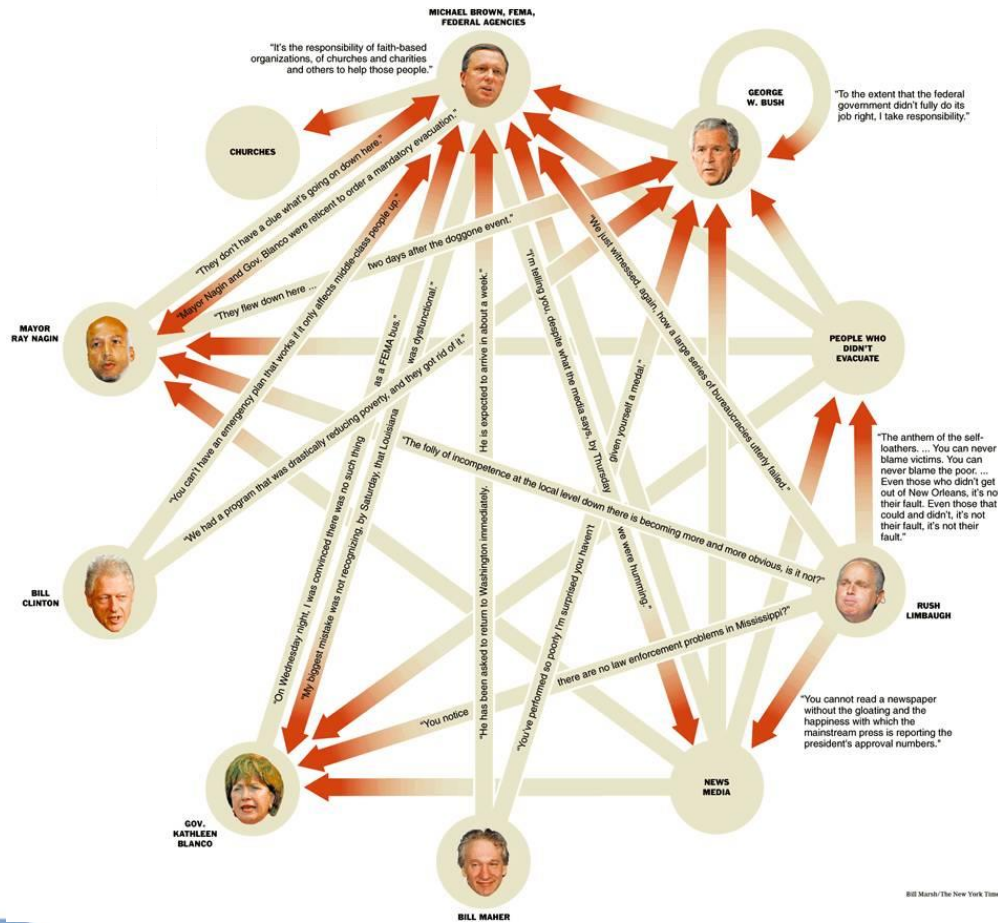 MICHAEL BROWN, FEMA,
FEDERAL AGENCIES
"It's the responsibility of faith-based
organizations, of churches and charities
and others to help those people."
GEORGE
W. BUSH
"To the extent that the federal
government didn't fully do its
job right, I take responsibility."
CHURCHES
"They don't have a clue what's going on down here."
"Mayor Nagin and Gov. Blanco were reticent to order a mandatory evacuation."
"They flew down here ... two days after the doggone event."
MAYOR
RAY NAGIN
PEOPLE WHO
DIDN'T
EVACUATE
"You can't have an emergency plan that works if it only affects middle-class people up."
"We had a program that was drastically reducing poverty, and they got rid of it."
"On Wednesday night, I was convinced there was no such thing as a FEMA bus."
"My biggest mistake was not recognizing, by Saturday, that Louisiana was dysfunctional."
"He has been asked to return to Washington immediately. He is expected to arrive in about a week."
"I'm telling you, despite what the media says, by Thursday we were humming."
"You've performed so poorly I'm surprised you haven't given yourself a medal."
"We just witnessed, again, how a large series of bureaucracies utterly failed."
"The folly of incompetence at the local level down there is becoming more and more obvious, is it not?"
"The anthem of the self-
loathers. ... You can never
blame victims. You can
never blame the poor. ...
Even those who didn't get
out of New Orleans, it's no
their fault. Even those that
could and didn't, it's not
their fault, it's not their
fault."
BILL
CLINTON
RUSH
LIMBAUGH
"You notice there are no law enforcement problems in Mississippi?"
"You cannot read a newspaper
without the gloating and the
happiness with which the
mainstream press is reporting the
president's approval numbers."
NEWS
MEDIA
GOV.
KATHLEEN
BLANCO
BILL MAHER
Bill Marsh/The New York Time